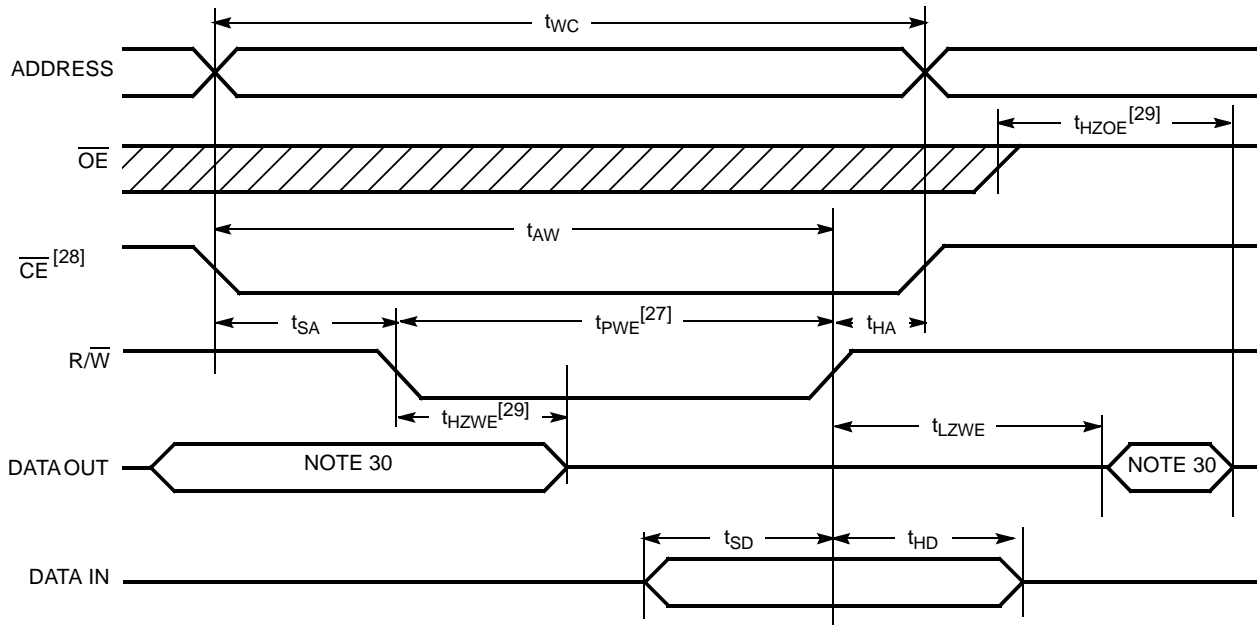 tWC
ADDRESS
tHZOE[29]
OE
tAW
CE[28]
tSA
tPWE[27]
tHA
R/W
tHZWE[29]
tLZWE
DATA OUT
NOTE 30
NOTE 30
tSD
tHD
DATA IN